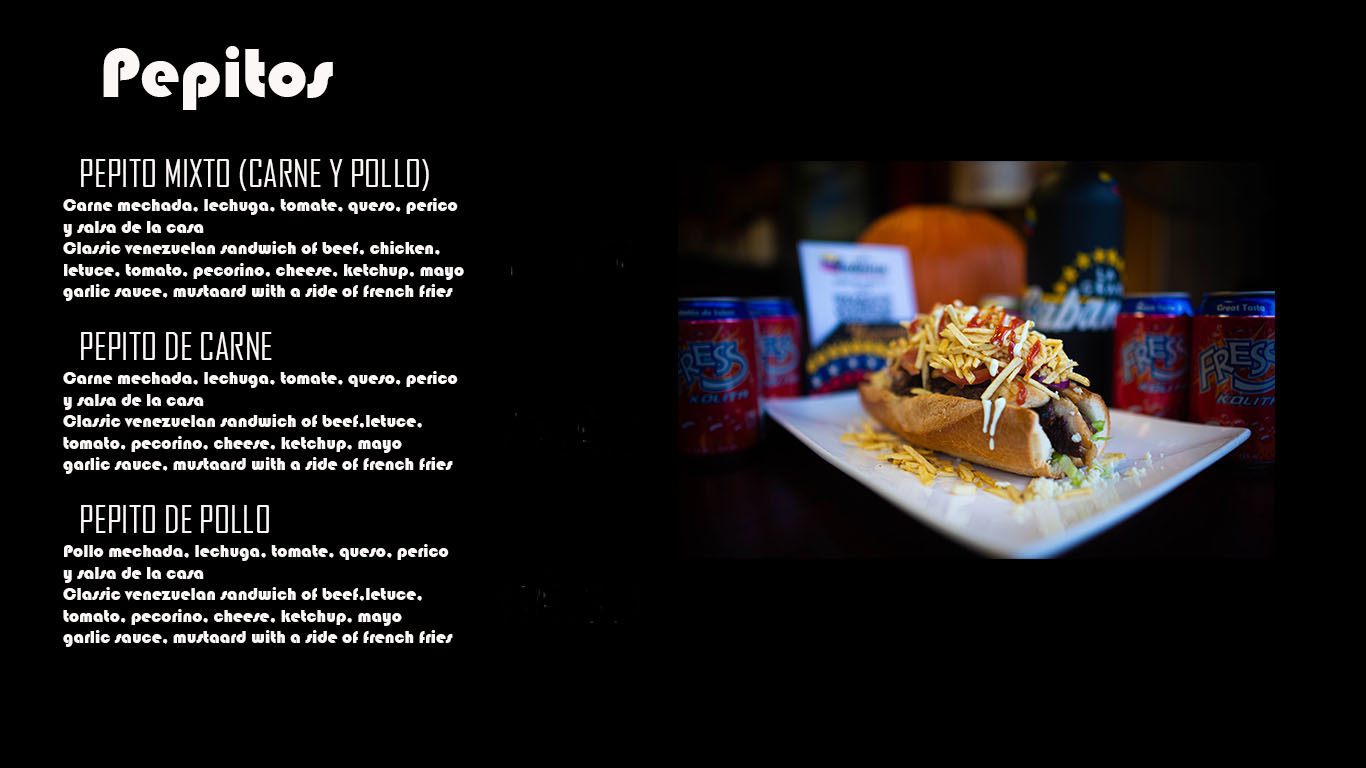 Pepitos
PEPITO MIXTO (CARNE Y POLLO)
Carne mechada, lechuga, tomate, queso, perico
y salsa de la casa
Classic venezuelan sandwich of beef, chicken,
letuce, tomato, pecorino, cheese, ketchup, mayo
garlic sauce, mustaard with a side of french fries
PEPITO DE CARNE
Carne mechada, lechuga, tomate, queso, perico
y salsa de la casa
Classic venezuelan sandwich of beef,letuce,
tomato, pecorino, cheese, ketchup, mayo
garlic sauce, mustaard with a side of french fries
PEPITO DE POLLO
Pollo mechada, lechuga, tomate, queso, perico
y salsa de la casa
Classic venezuelan sandwich of beef,letuce,
tomato, pecorino, cheese, ketchup, mayo
garlic sauce, mustaard with a side of french fries
FRESS
KOLITA
Great Taste
FRESS
KOLITA